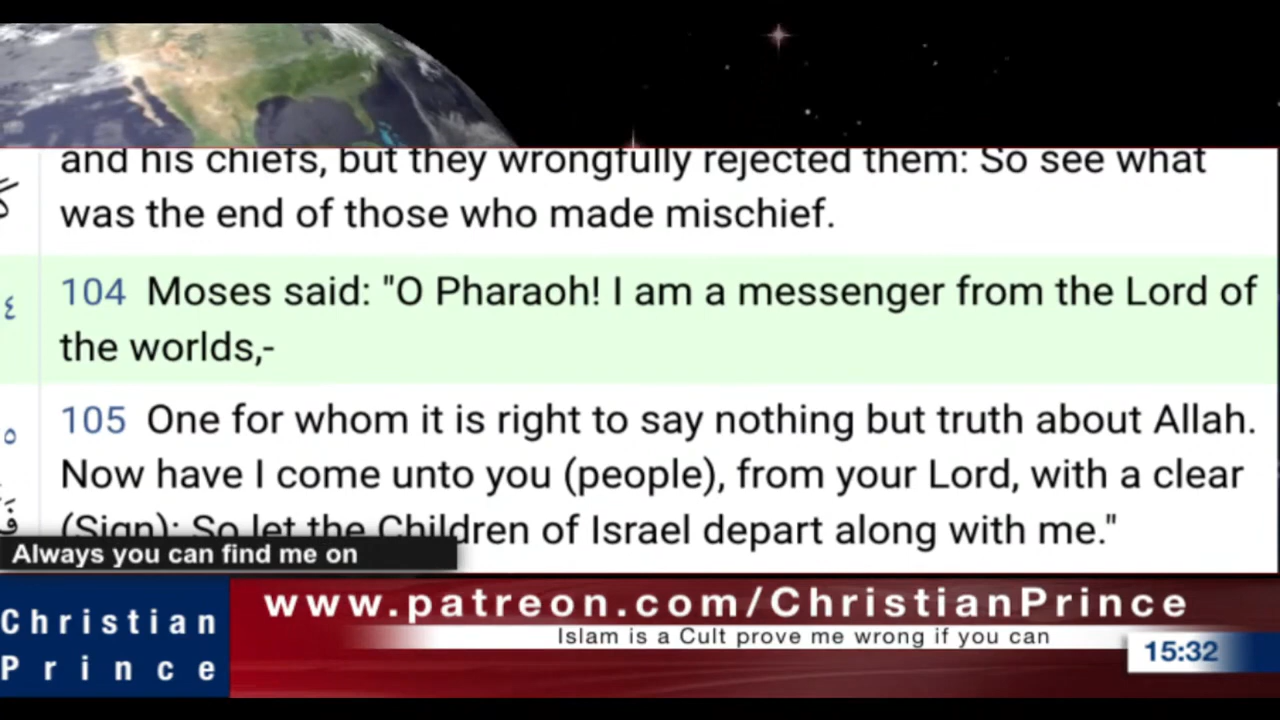 and his chiefs, but they wrongfully rejected them: So see what
was the end of those who made mischief.
٤
104 Moses said: "O Pharaoh! I am a messenger from the Lord of
the worlds,-
٥
105 One for whom it is right to say nothing but truth about Allah.
Now have I come unto you (people), from your Lord, with a clear
(Sign): So let the Children of Israel depart along with me."
Always you can find me on
Christian
Prince
www.patreon.com/ChristianPrince
Islam is a Cult prove me wrong if you can
15:32